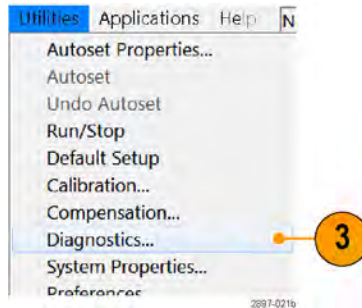 Utilities Applications Help N
Autoset Properties...
Autoset
Undo Autoset
Run/Stop
Default Setup
Calibration...
Compensation...
Diagnostics...
3
System Properties...
Preferences
2897-021b